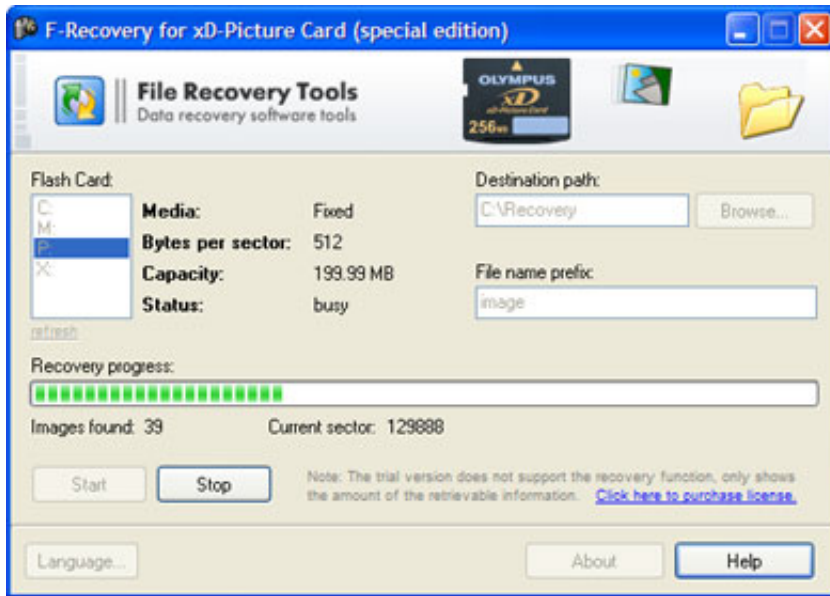 F-Recovery for xD-Picture Card (special edition)
File Recovery Tools
Data recovery software tools
OLYMPUS
xD
xD-Picture Card
256MB
Flash Card:
C:
M:
P:
X:
refresh
Media: Fixed
Bytes per sector: 512
Capacity: 199.99 MB
Status: busy
Destination path:
C:\Recovery
Browse...
File name prefix:
image
Recovery progress:
Images found: 39 Current sector: 129888
Start
Stop
Note: The trial version does not support the recovery function, only shows
the amount of the retrievable information. Click here to purchase license.
Language...
About
Help